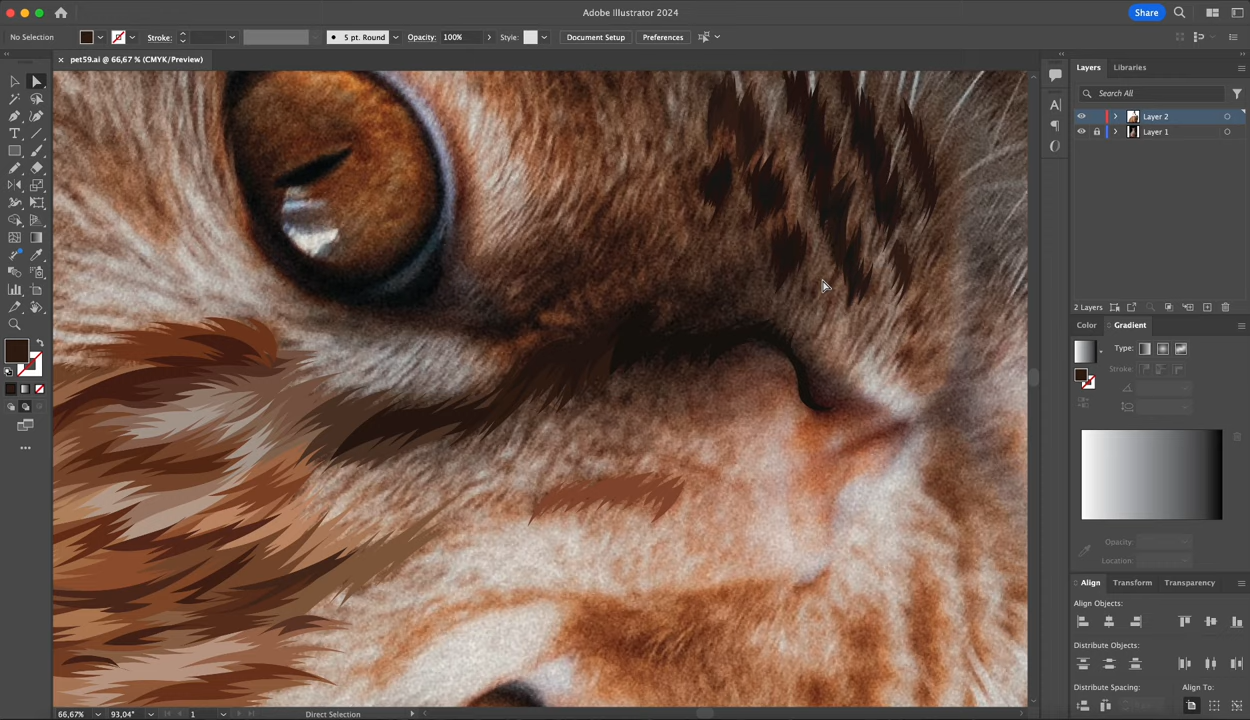 Adobe Illustrator 2024
Share
No Selection
Stroke:
5 pt. Round
Opacity:
100%
Style:
Document Setup
Preferences
pet59.ai @ 66,67 % (CMYK/Preview)
Layers
Libraries
Search All
Layer 2
Layer 1
2 Layers
Color
Gradient
Type:
Stroke:
Opacity:
Location:
Align
Transform
Transparency
Align Objects:
Distribute Objects:
Distribute Spacing:
Align To:
66,67%
93,04°
1
Direct Selection